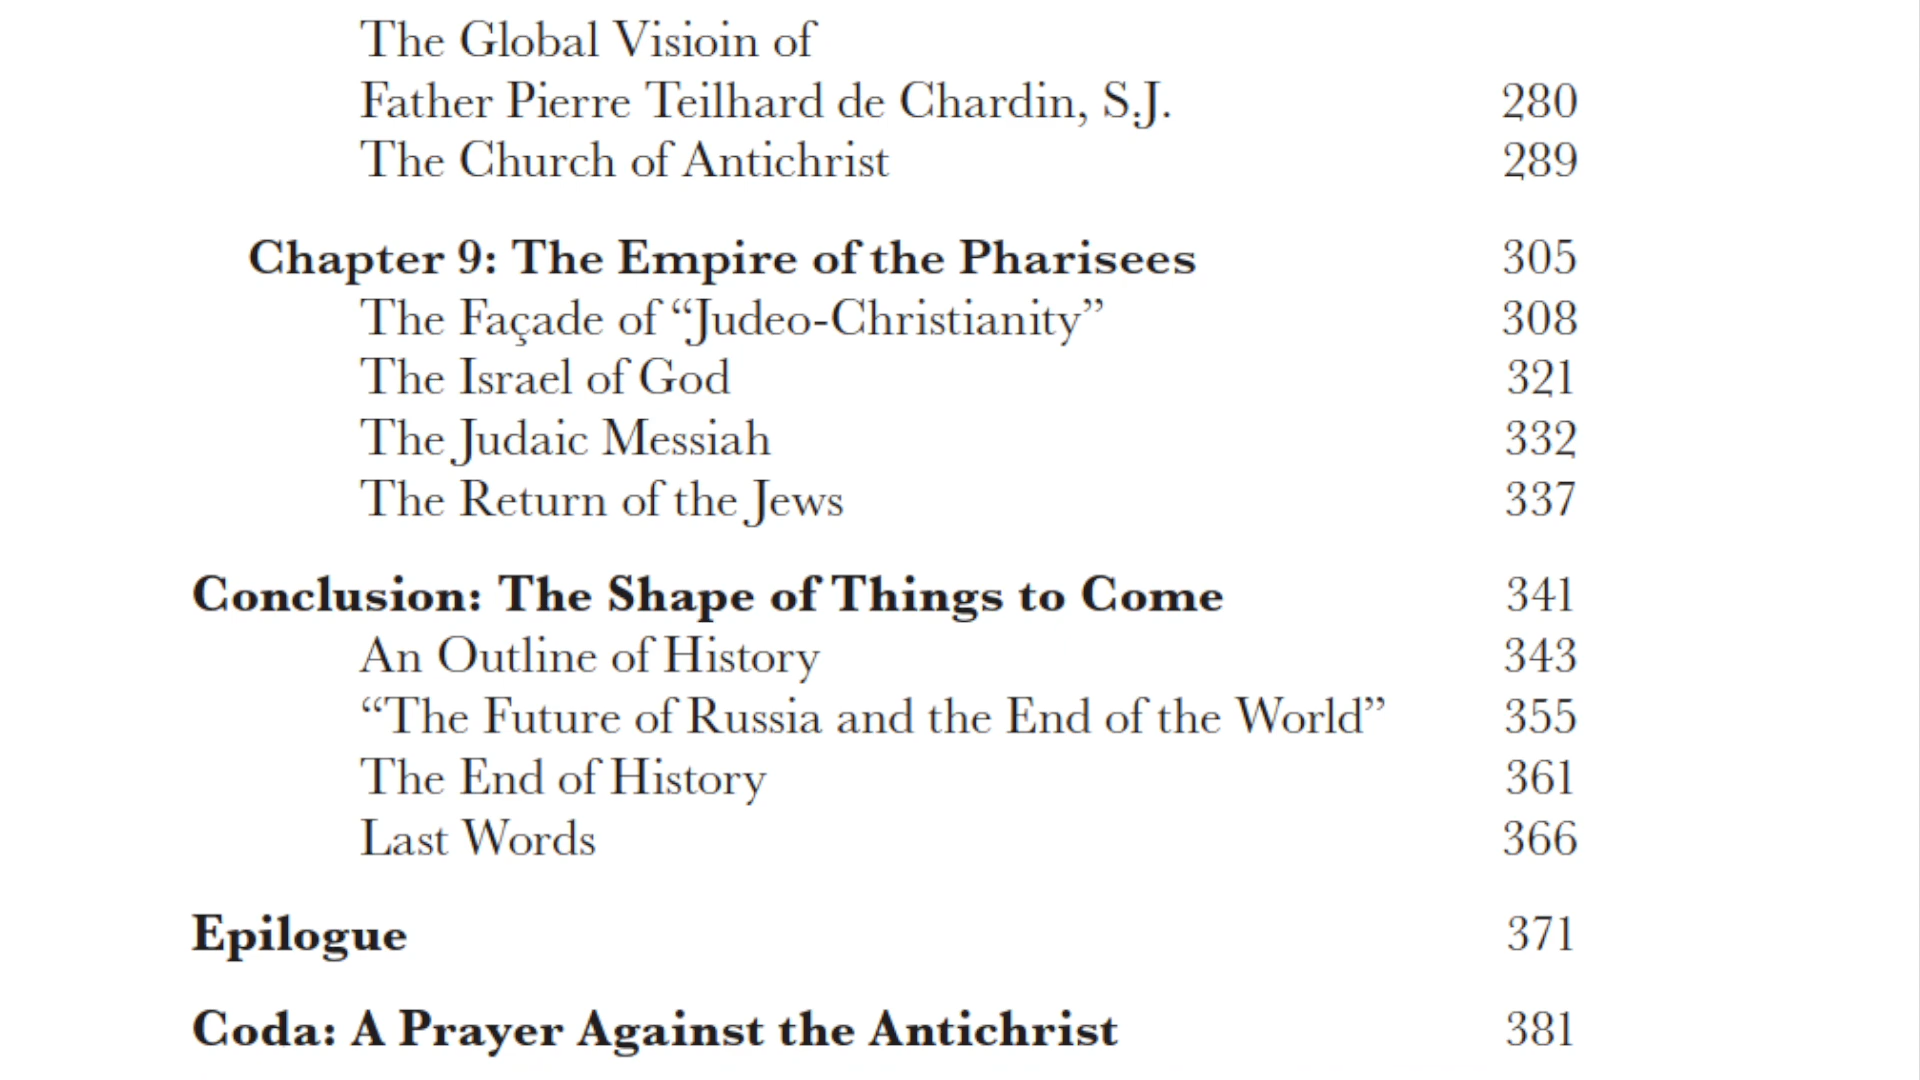 The Global Visioin of
Father Pierre Teilhard de Chardin, S.J. 280
The Church of Antichrist 289
Chapter 9: The Empire of the Pharisees 305
The Façade of “Judeo-Christianity” 308
The Israel of God 321
The Judaic Messiah 332
The Return of the Jews 337
Conclusion: The Shape of Things to Come 341
An Outline of History 343
“The Future of Russia and the End of the World” 355
The End of History 361
Last Words 366
Epilogue 371
Coda: A Prayer Against the Antichrist 381